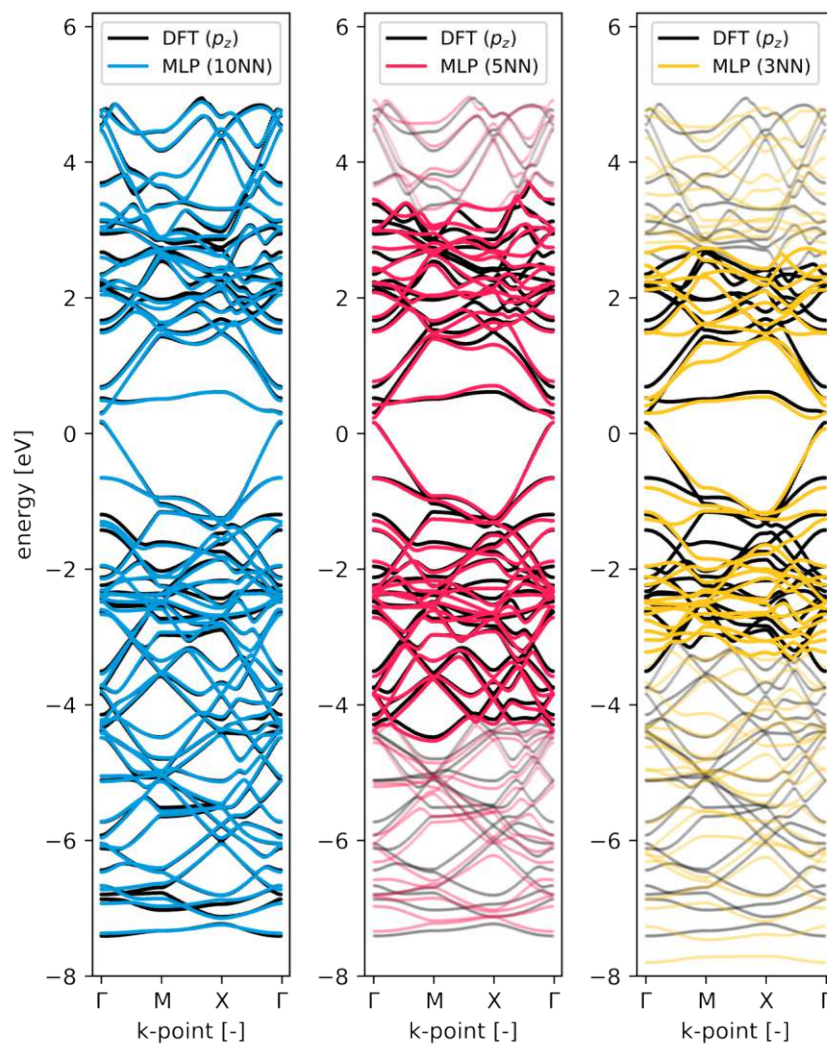 DFT (p_z)
MLP (10NN)
DFT (p_z)
MLP (5NN)
DFT (p_z)
MLP (3NN)
energy [eV]
6
4
2
0
−2
−4
−6
−8
6
4
2
0
−2
−4
−6
−8
6
4
2
0
−2
−4
−6
−8
Γ M X Γ
k-point [-]
Γ M X Γ
k-point [-]
Γ M X Γ
k-point [-]